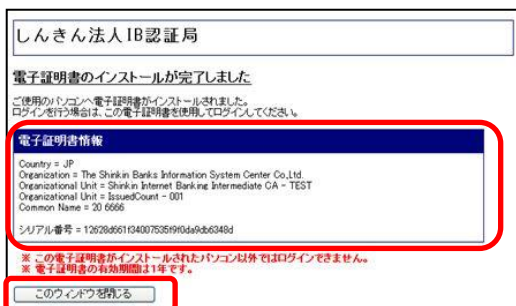 しんきん法人IB認証局
電子証明書のインストールが完了しました
ご使用のパソコンへ電子証明書がインストールされました。
ログインを行う場合は、この電子証明書を使用してログインしてください。
電子証明書情報
Country = JP
Organization = The Shinkin Banks Information System Center Co.,Ltd.
Organizational Unit = Shinkin Internet Banking Intermediate CA - TEST
Organizational Unit = IssuedCount - 001
Common Name = 20 6666
シリアル番号 =
※ この電子証明書がインストールされたパソコン以外ではログインできません。
※ 電子証明書の有効期間は1年です。
このウィンドウを閉じる